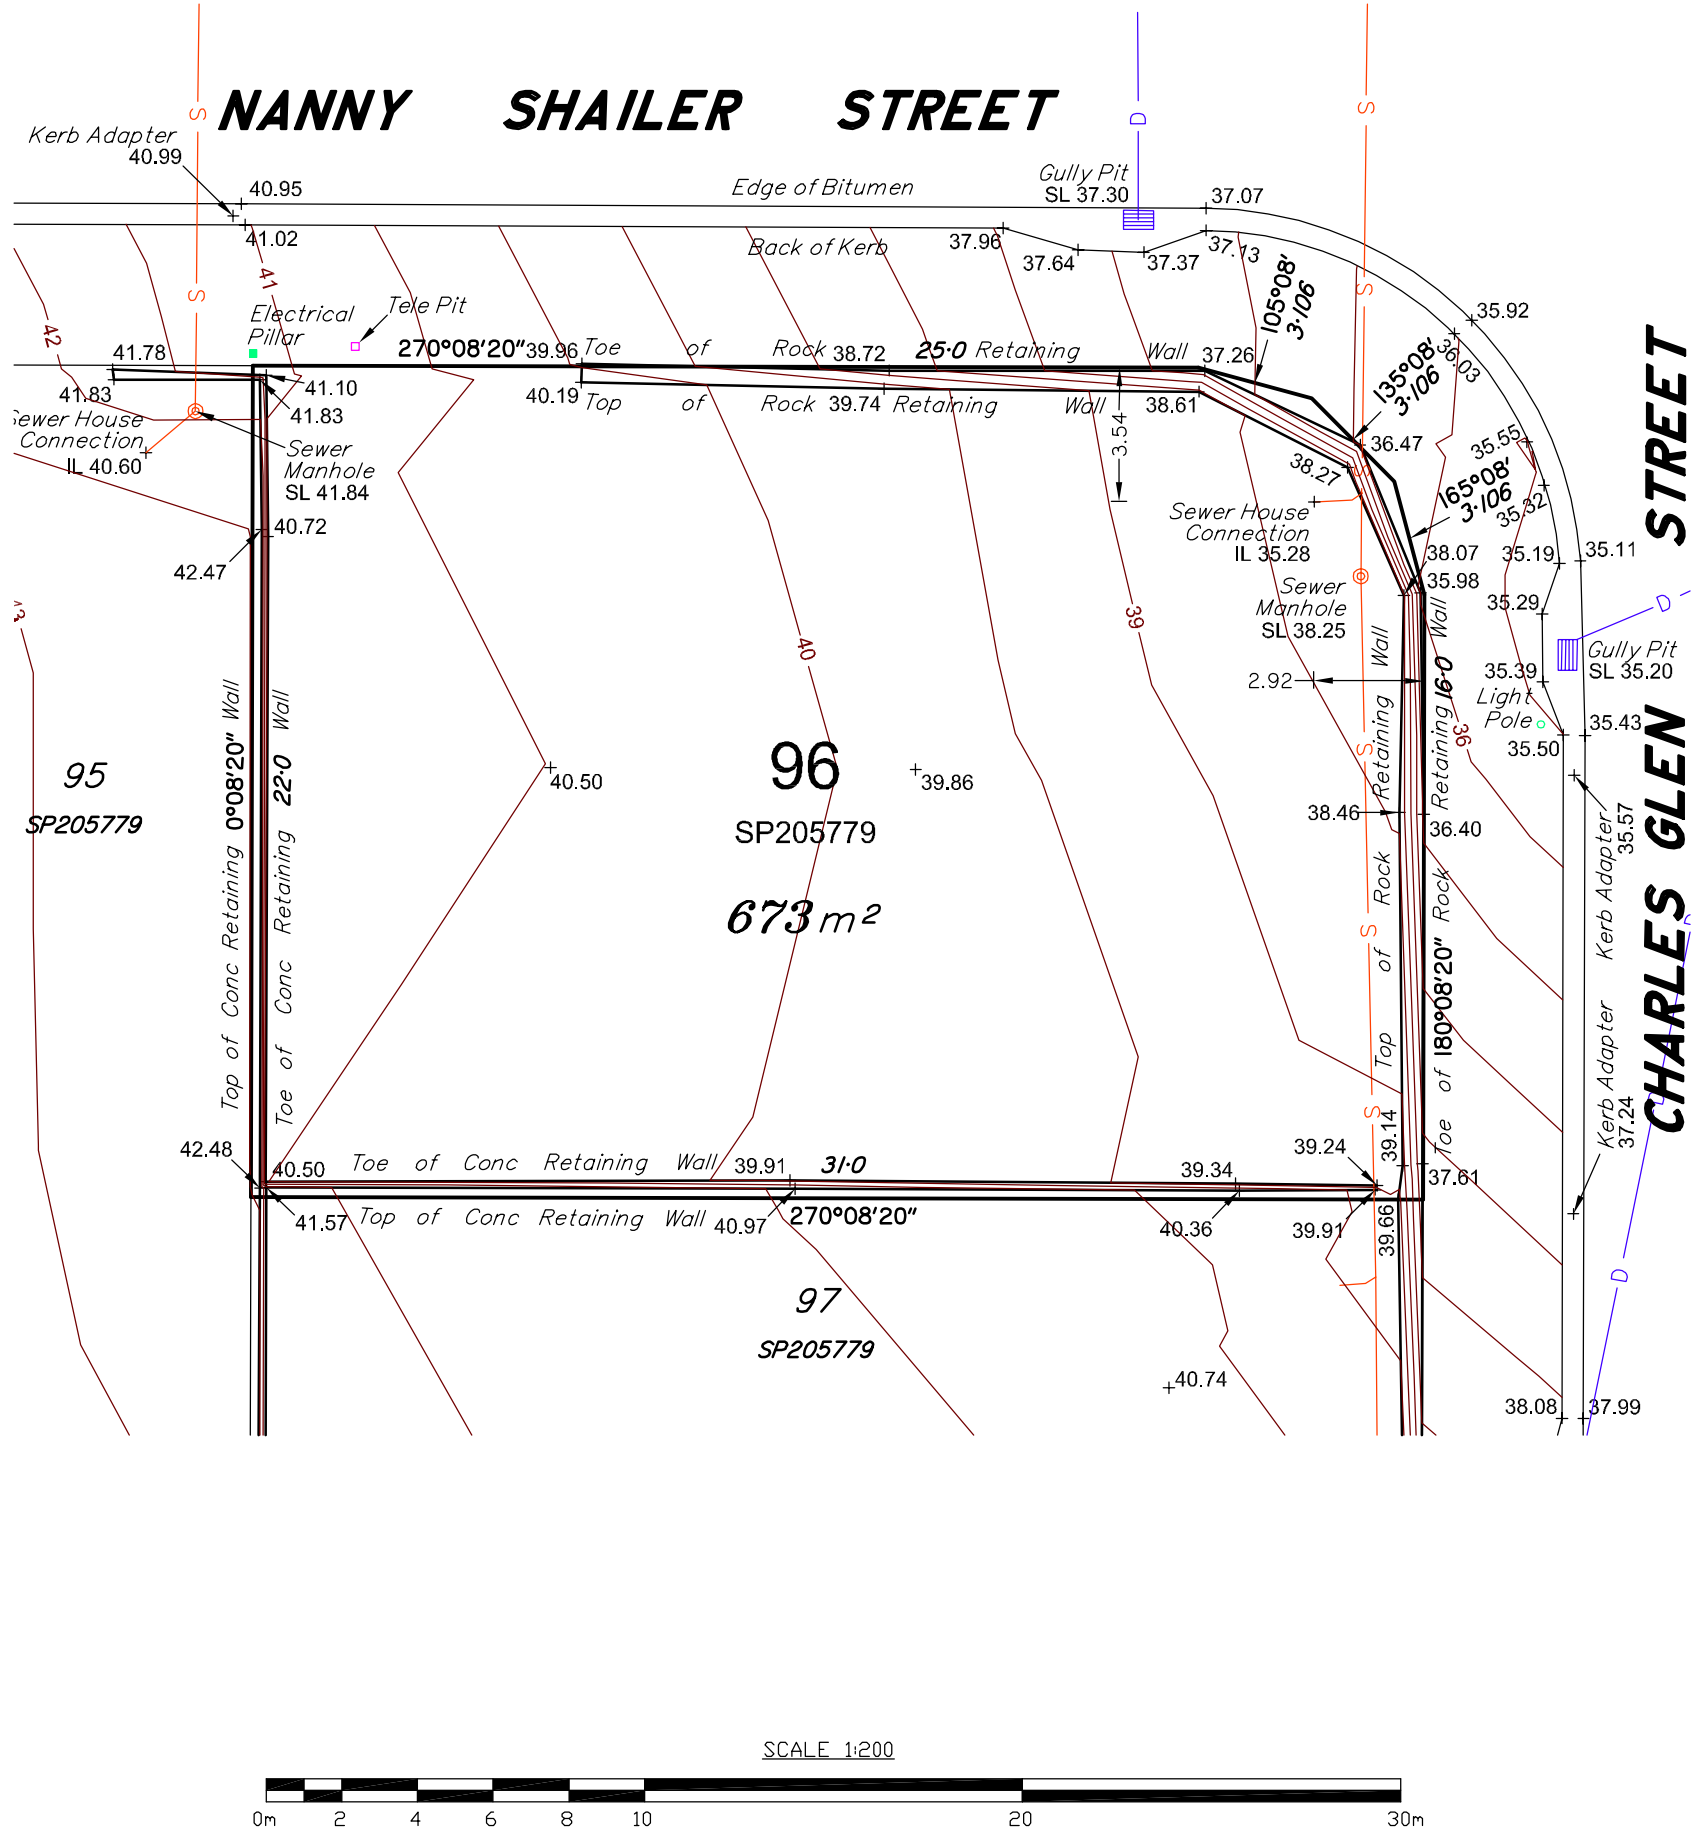 NANNY SHAILER STREET
Kerb Adapter
40.99
40.95
Edge of Bitumen
Gully Pit
SL 37.30
37.07
41.02
Back of Kerb
37.96
37.64
37.37
37.13
35.92
36.03
41
42
Electrical
Pillar
Tele Pit
270°08'20"
39.96
Toe of Rock
38.72
25·0
Retaining Wall
37.26
105°08'
3·106
135°08'
3·106
165°08'
3·106
41.78
41.83
41.10
41.83
40.19
Top of Rock
39.74
Retaining Wall
38.61
3.54
36.47
38.27
35.55
35.32
Sewer House
Connection
IL 40.60
Sewer
Manhole
SL 41.84
40.72
42.47
Sewer House
Connection
IL 35.28
Sewer
Manhole
SL 38.25
38.07
35.98
35.19
35.11
35.29
35.39
Gully Pit
SL 35.20
Light
Pole
35.43
35.50
2.92
40
39
36
95
SP205779
96
SP205779
673 m²
40.50
39.86
38.46
36.40
Top of Conc Retaining 0°08'20" Wall
Toe of Conc Retaining 22·0 Wall
Top of Rock Retaining Wall
Toe of 180°08'20" Rock Retaining 16·0 Wall
Kerb Adapter
35.57
Kerb Adapter
37.24
CHARLES GLEN STREET
42.48
40.50
Toe of Conc Retaining Wall
39.91
31·0
39.34
39.24
39.14
37.61
41.57
Top of Conc Retaining Wall
40.97
270°08'20"
40.36
39.91
39.66
97
SP205779
40.74
38.08
37.99
S
S
S
S
S
S
S
S
D
D
D
SCALE 1:200
0m 2 4 6 8 10 20 30m